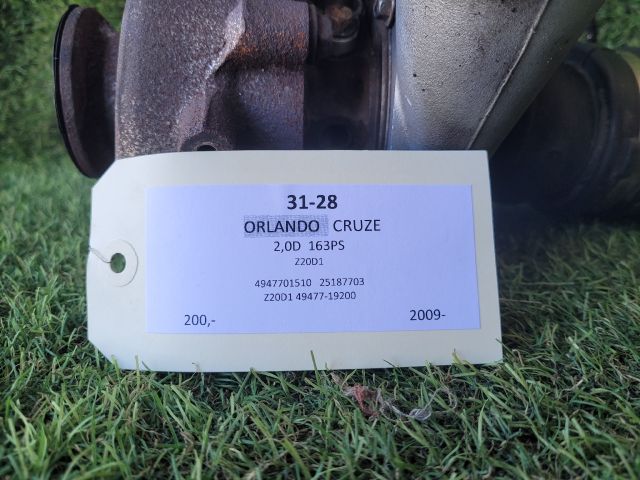 31-28
ORLANDO CRUZE
2,0D 163PS
Z20D1
4947701510 25187703
Z20D1 49477-19200
200,- 2009-